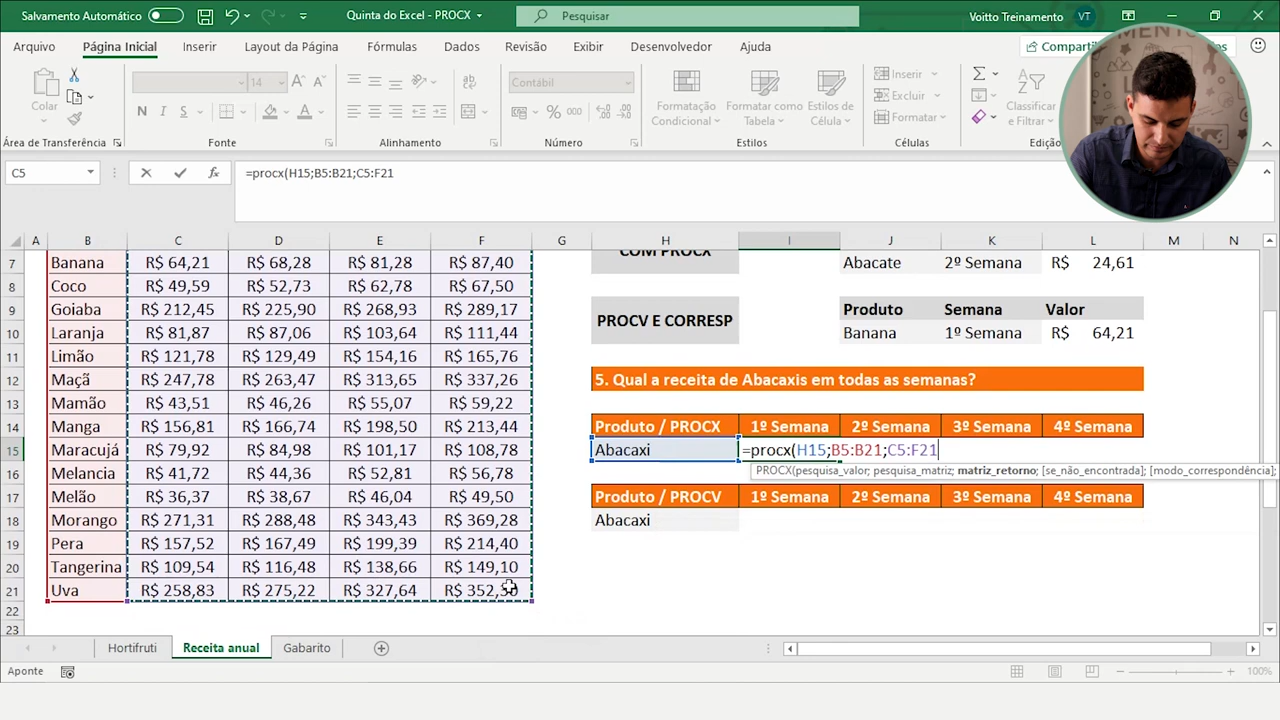 Salvamento Automático
Quinta do Excel - PROCX
Pesquisar
Voitto Treinamento
VT
Arquivo
Página Inicial
Inserir
Layout da Página
Fórmulas
Dados
Revisão
Exibir
Desenvolvedor
Ajuda
Colar
14
N I S
A A
Contábil
% 000
Formatação
Condicional
Formatar como
Tabela
Estilos de
Célula
Inserir
Excluir
Formatar
Classificar
e Filtrar
Área de Transferência
Fonte
Alinhamento
Número
Estilos
Células
C5
fx
=procx(H15;B5:B21;C5:F21
A B C D E F G H I J K L M N
7 Banana R$ 64,21 R$ 68,28 R$ 81,28 R$ 87,40 COM PROCX Abacate 2º Semana R$ 24,61
8 Coco R$ 49,59 R$ 52,73 R$ 62,78 R$ 67,50
9 Goiaba R$ 212,45 R$ 225,90 R$ 268,93 R$ 289,17 Produto Semana Valor
PROCV E CORRESP
10 Laranja R$ 81,87 R$ 87,06 R$ 103,64 R$ 111,44 Banana 1º Semana R$ 64,21
11 Limão R$ 121,78 R$ 129,49 R$ 154,16 R$ 165,76
12 Maçã R$ 247,78 R$ 263,47 R$ 313,65 R$ 337,26 5. Qual a receita de Abacaxis em todas as semanas?
13 Mamão R$ 43,51 R$ 46,26 R$ 55,07 R$ 59,22
14 Manga R$ 156,81 R$ 166,74 R$ 198,50 R$ 213,44 Produto / PROCX 1º Semana 2º Semana 3º Semana 4º Semana
15 Maracujá R$ 79,92 R$ 84,98 R$ 101,16 R$ 108,78 Abacaxi =procx(H15;B5:B21;C5:F21
PROCX(pesquisa_valor; pesquisa_matriz; matriz_retorno; [se_não_encontrada]; [modo_correspondência];
16 Melancia R$ 41,72 R$ 44,36 R$ 52,81 R$ 56,78
17 Melão R$ 36,37 R$ 38,67 R$ 46,04 R$ 49,50 Produto / PROCV 1º Semana 2º Semana 3º Semana 4º Semana
18 Morango R$ 271,31 R$ 288,48 R$ 343,43 R$ 369,28 Abacaxi
19 Pera R$ 157,52 R$ 167,49 R$ 199,39 R$ 214,40
20 Tangerina R$ 109,54 R$ 116,48 R$ 138,66 R$ 149,10
21 Uva R$ 258,83 R$ 275,22 R$ 327,64 R$
22
23
Hortifruti
Receita anual
Gabarito
Aponte
100%